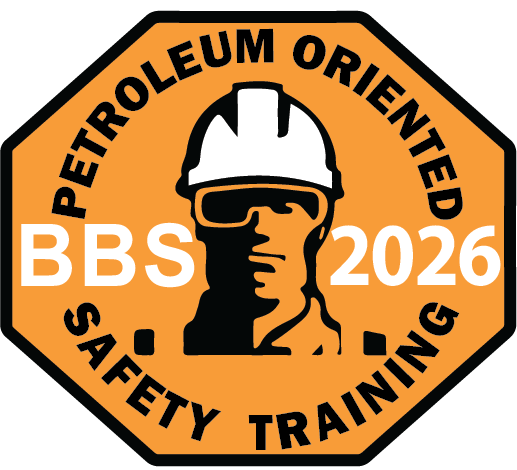 PETROLEUM ORIENTED
BBS 2026
SAFETY TRAINING